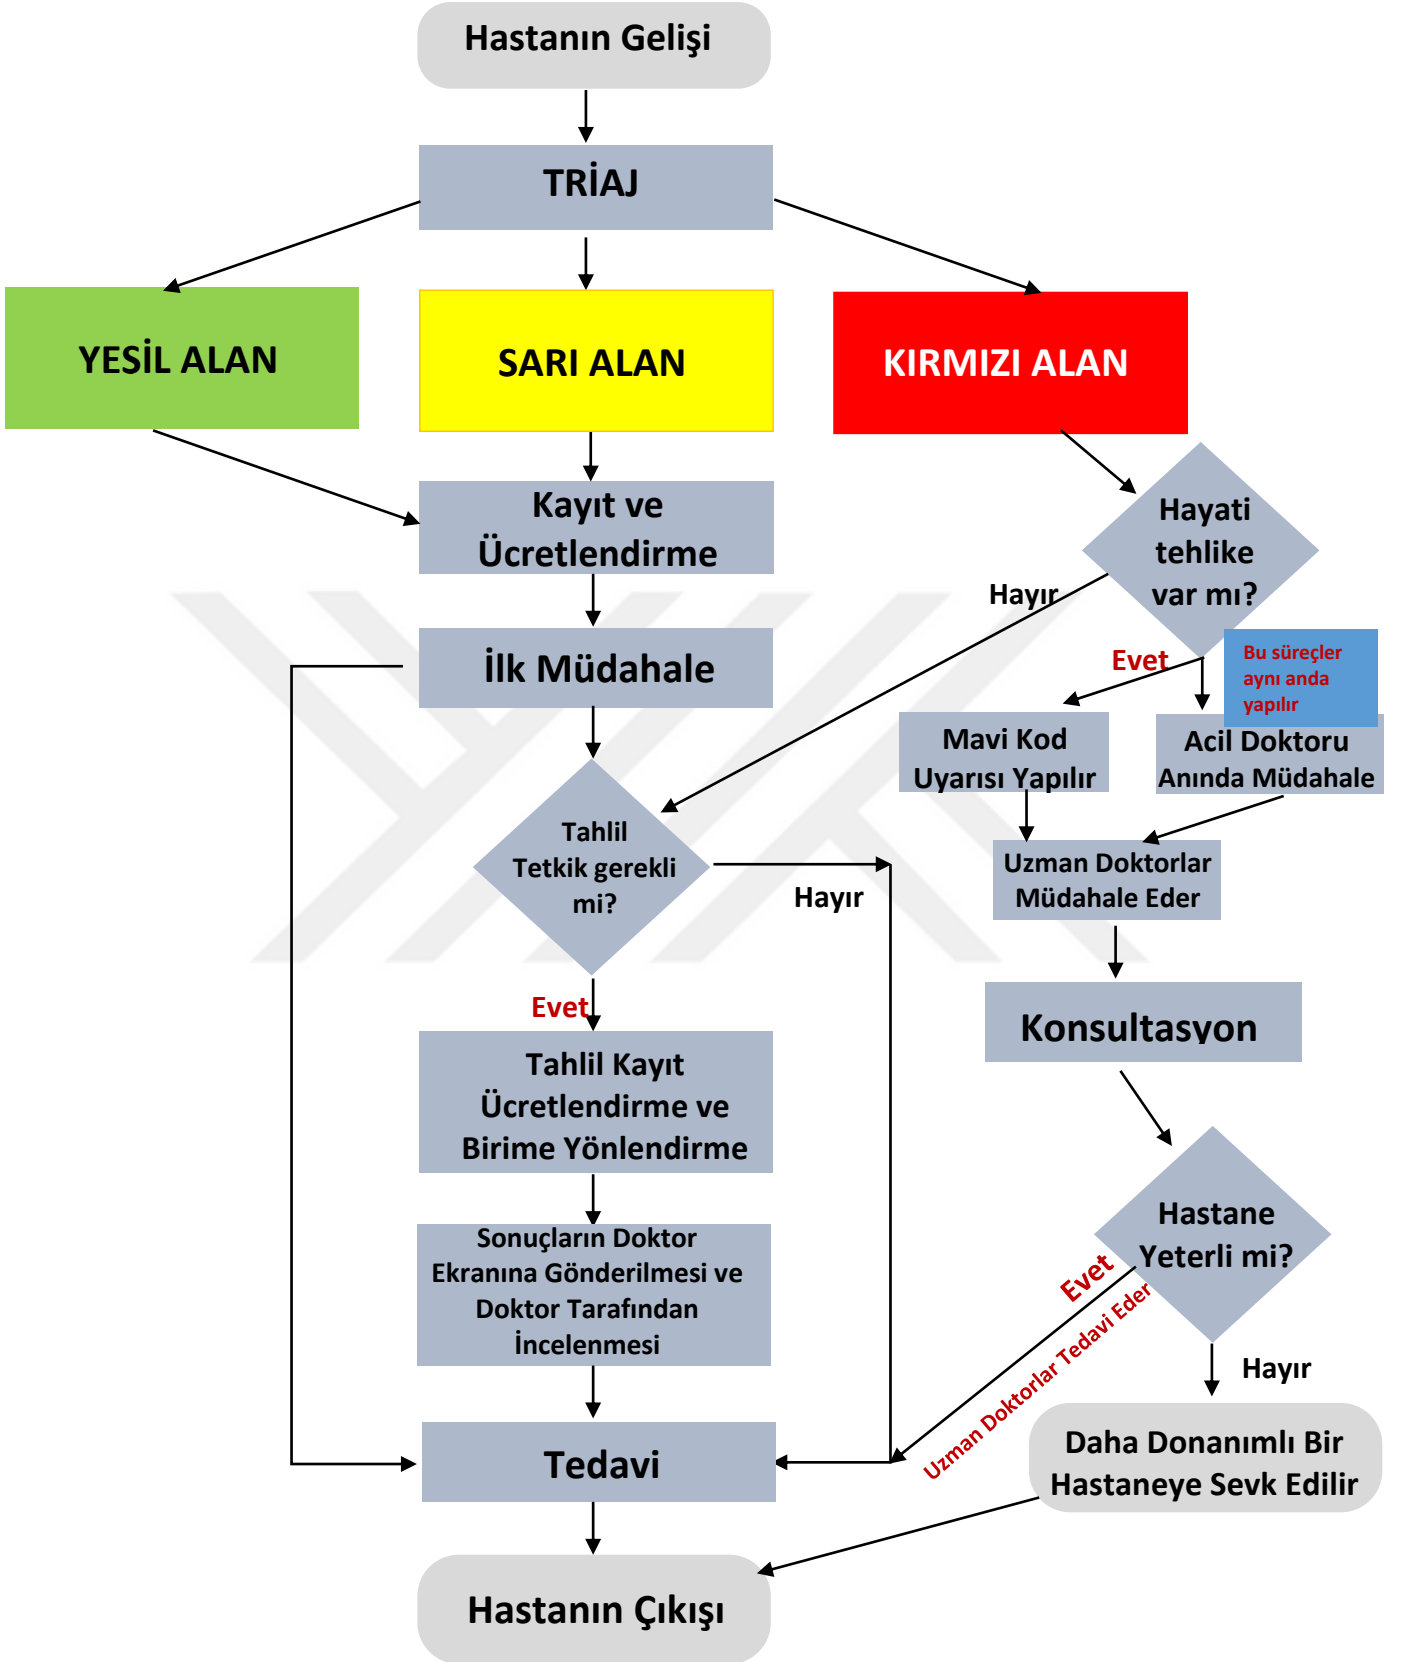 Hastanın Gelişi
TRİAJ
YESİL ALAN
SARI ALAN
KIRMIZI ALAN
Kayıt ve
Ücretlendirme
Hayati
tehlike
var mı?
Hayır
İlk Müdahale
Evet
Bu süreçler
aynı anda
yapılır
Mavi Kod
Uyarısı Yapılır
Acil Doktoru
Anında Müdahale
Tahlil
Tetkik gerekli
mi?
Hayır
Uzman Doktorlar
Müdahale Eder
Evet
Konsultasyon
Tahlil Kayıt
Ücretlendirme ve
Birime Yönlendirme
Hastane
Yeterli mi?
Sonuçların Doktor
Ekranına Gönderilmesi ve
Doktor Tarafından
İncelenmesi
Evet
Uzman Doktorlar Tedavi Eder
Hayır
Tedavi
Daha Donanımlı Bir
Hastaneye Sevk Edilir
Hastanın Çıkışı